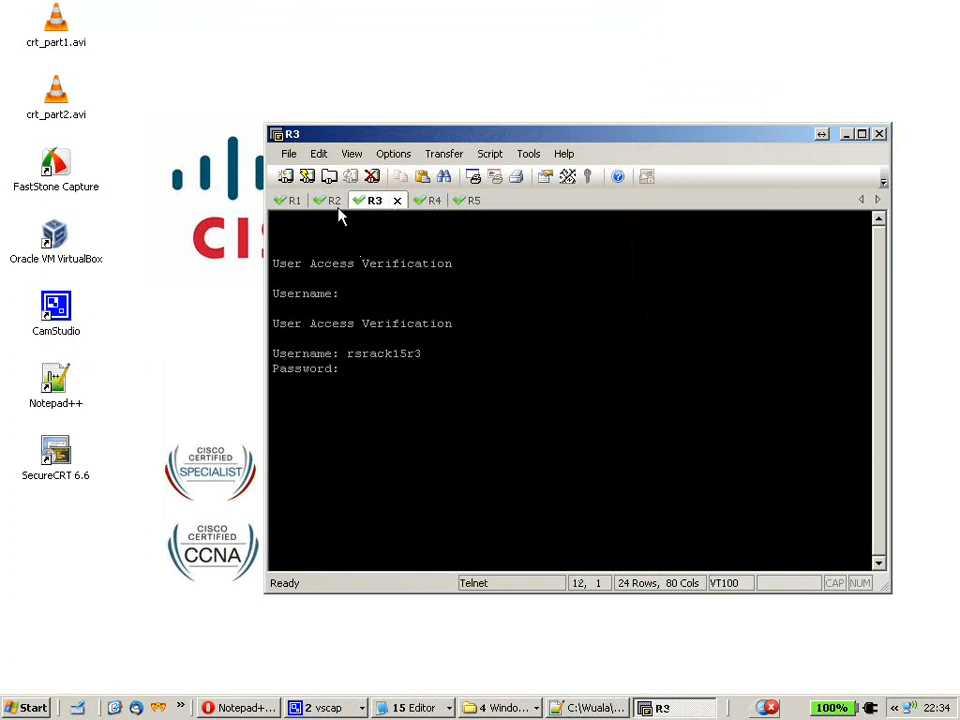 crt_part1.avi
crt_part2.avi
FastStone Capture
Oracle VM VirtualBox
CamStudio
Notepad++
SecureCRT 6.6
CIS
CISCO
CERTIFIED
SPECIALIST
CISCO
CERTIFIED
CCNA
R3
File Edit View Options Transfer Script Tools Help
R1 R2 R3 R4 R5
User Access Verification
Username:
User Access Verification
Username: rsrack15r3
Password:
Ready Telnet 12, 1 24 Rows, 80 Cols VT100 CAP NUM
Start Notepad+... 2 vscap 15 Editor 4 Windo... C:\Wuala\... R3 100% 22:34